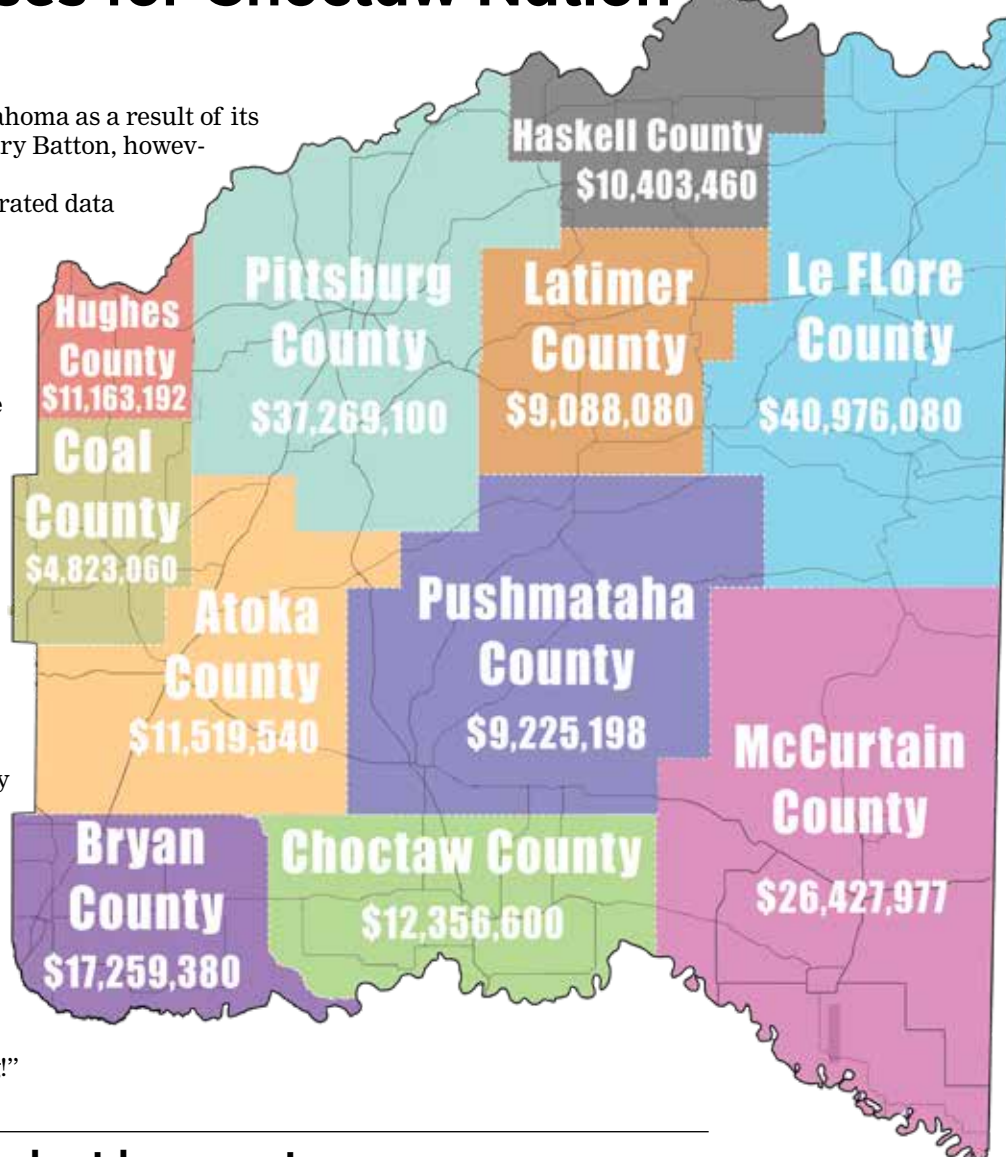 for Choctaw Nation
ahoma as a result of its
ry Batton, howev-
rated data
Haskell County
$10,403,460
Pittsburg
County
$37,269,100
Latimer
County
$9,088,080
Le FLore
County
$40,976,080
Hughes
County
$11,163,192
Coal
County
$4,823,060
Atoka
County
$11,519,540
Pushmataha
County
$9,225,198
McCurtain
County
$26,427,977
Bryan
County
$17,259,380
Choctaw County
$12,356,600
!”